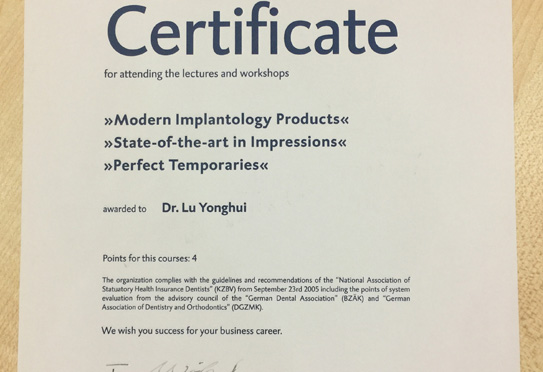 Certificate
for attending the lectures and workshops
»Modern Implantology Products«
»State-of-the-art in Impressions«
»Perfect Temporaries«
awarded to Dr. Lu Yonghui
Points for this courses: 4
The organization complies with the guidelines and recommendations of the "National Association of
Statuatory Health Insurance Dentists" (KZBV) from September 23rd 2005 including the points of system
evaluation from the advisory council of the "German Dental Association" (BZÄK) and "German
Association of Dentistry and Orthodontics" (DGZMK).
We wish you success for your business career.